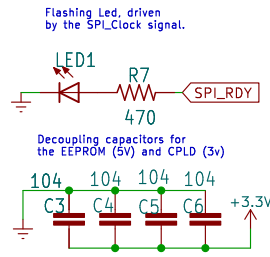 Flashing Led, driven
by the SPI_Clock signal.
LED1
R7
SPI_RDY
470
Decoupling capacitors for
the EEPROM (5V) and CPLD (3v)
104 104 104 104
C3 C4 C5 C6
+3.3V